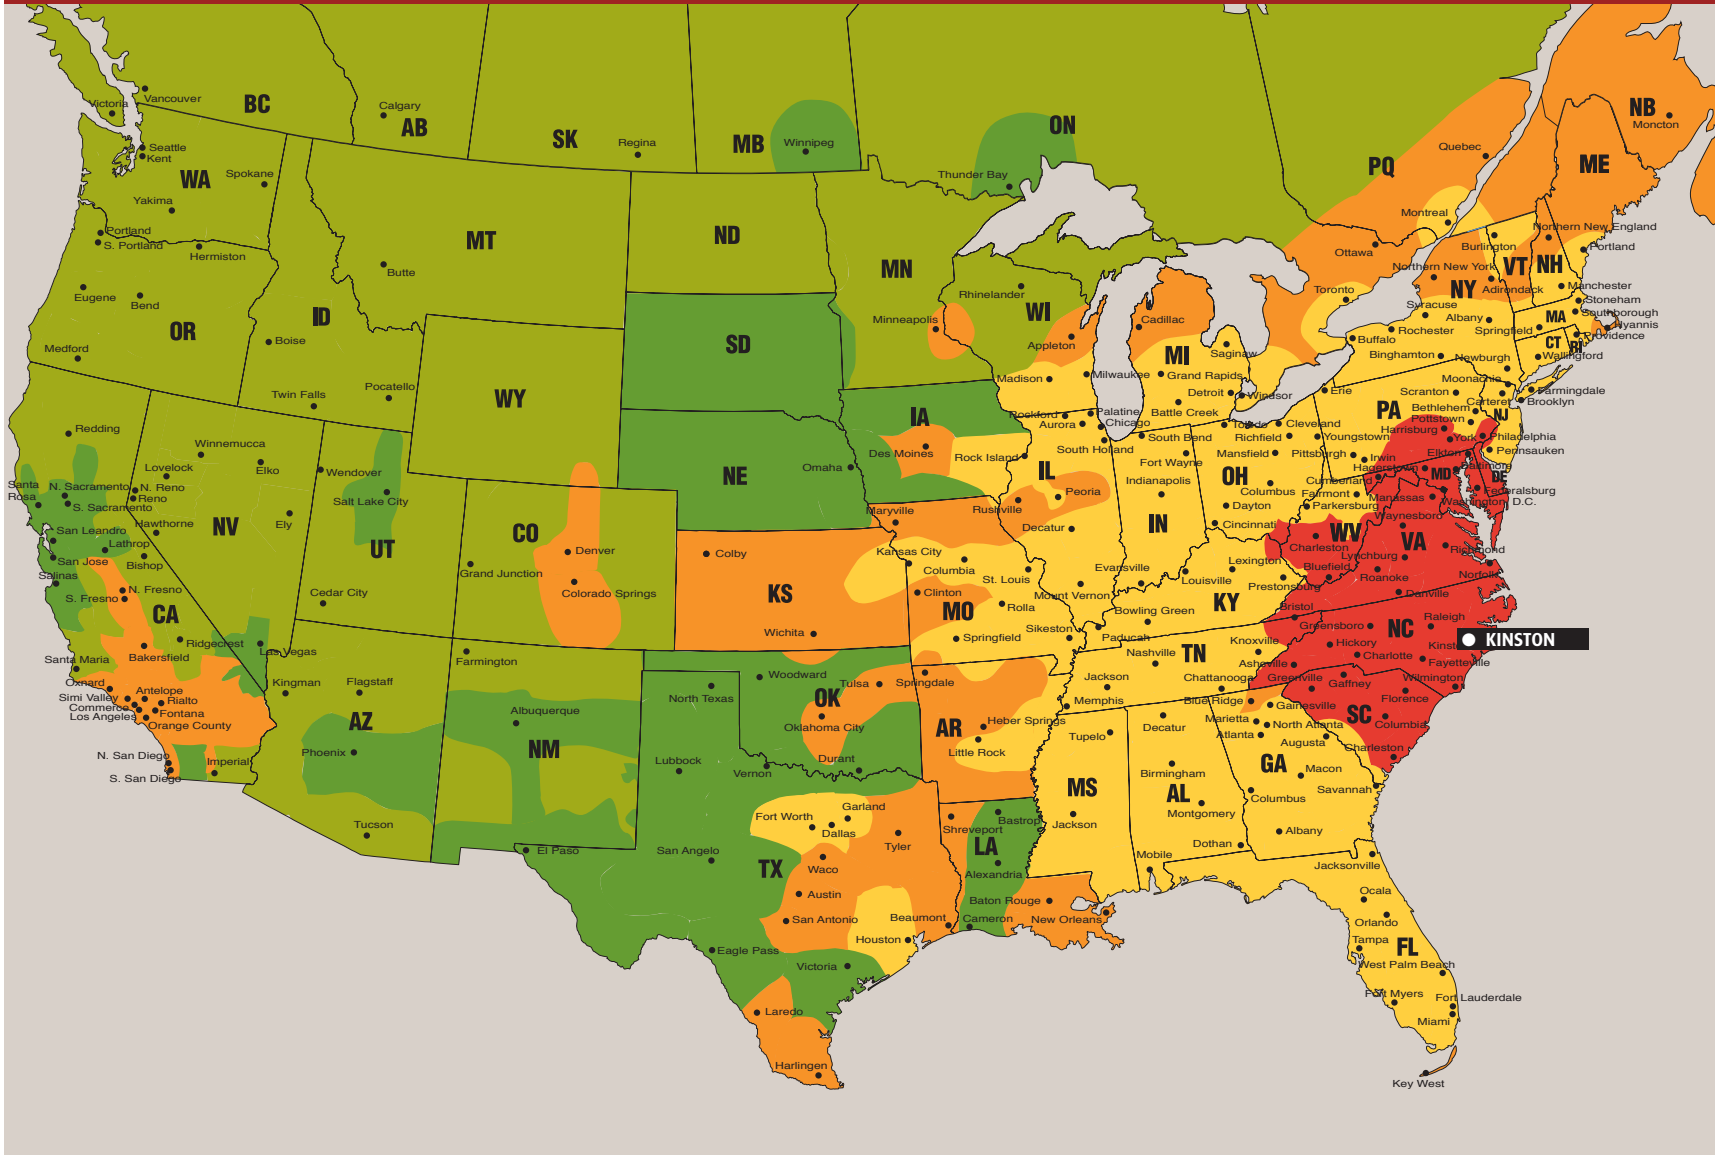 BC
AB
SK
MB
ON
PQ
NB
ME
Vancouver
Victoria
Calgary
Regina
Winnipeg
Thunder Bay
Quebec
Moncton
Montreal
Ottawa
Toronto
Seattle
Kent
WA
Spokane
Yakima
Portland
S. Portland
Hermiston
Eugene
Bend
OR
Medford
MT
Butte
ID
Boise
Twin Falls
Pocatello
WY
ND
SD
NE
MN
Minneapolis
WI
Rhinelander
Appleton
Madison
Milwaukee
MI
Cadillac
Saginaw
Grand Rapids
Detroit
Windsor
Battle Creek
Northern New England
Portland
Burlington
VT
NH
Northern New York
NY
Adirondack
Manchester
Stoneham
Southborough
Hyannis
Providence
Syracuse
Albany
MA
Rochester
Springfield
CT
RI
Buffalo
Wallingford
Binghamton
Newburgh
Moonachie
Farmingdale
Brooklyn
Erie
Scranton
Carteret
PA
Bethlehem
NJ
Pottstown
Harrisburg
York
Philadelphia
Pennsauken
Elkton
Pittsburgh
Irwin
Hagerstown
Baltimore
MD
DE
Cumberland
Federalsburg
Washington, D.C.
Manassas
Fairmont
Parkersburg
Redding
Winnemucca
Elko
Lovelock
Wendover
Salt Lake City
Santa
Rosa
N. Sacramento
S. Sacramento
N. Reno
Reno
Hawthorne
NV
Ely
San Leandro
Lathrop
San Jose
Bishop
Salinas
N. Fresno
S. Fresno
CA
Ridgecrest
Bakersfield
Las Vegas
Santa Maria
Oxnard
Simi Valley
Antelope
Commerce
Rialto
Los Angeles
Fontana
Orange County
N. San Diego
Imperial
S. San Diego
UT
Cedar City
CO
Denver
Grand Junction
Colorado Springs
Kingman
Flagstaff
AZ
Phoenix
Tucson
Farmington
Albuquerque
NM
Omaha
IA
Des Moines
Rock Island
Rockford
Palatine
Aurora
Chicago
South Holland
IL
Peoria
Rushville
Decatur
Maryville
Colby
KS
Wichita
Kansas City
Columbia
St. Louis
Clinton
MO
Rolla
Springfield
Sikeston
Mount Vernon
South Bend
Fort Wayne
Indianapolis
IN
Evansville
Toledo
Cleveland
Richfield
Youngstown
Mansfield
OH
Columbus
Dayton
Cincinnati
Lexington
Louisville
Prestonsburg
KY
Bowling Green
Paducah
WV
Charleston
Bluefield
Waynesboro
VA
Lynchburg
Richmond
Roanoke
Norfolk
Danville
Bristol
Raleigh
Greensboro
NC
Hickory
Kinston
KINSTON
Charlotte
Fayetteville
Asheville
Knoxville
TN
Nashville
Jackson
Memphis
Chattanooga
Greenville
Gaffney
Wilmington
Florence
SC
Columbia
Charleston
Blue Ridge
Gainesville
Marietta
North Atlanta
Atlanta
Augusta
GA
Macon
Columbus
Savannah
Albany
North Texas
Woodward
Tulsa
OK
Oklahoma City
Durant
Springdale
AR
Heber Springs
Little Rock
Tupelo
MS
Jackson
Decatur
Birmingham
AL
Montgomery
Dothan
Mobile
Lubbock
Vernon
Fort Worth
Garland
Dallas
Tyler
El Paso
San Angelo
TX
Waco
Austin
San Antonio
Beaumont
Houston
Eagle Pass
Victoria
Laredo
Harlingen
Shreveport
Bastrop
LA
Alexandria
Baton Rouge
Cameron
New Orleans
Jacksonville
Ocala
Orlando
Tampa
FL
West Palm Beach
Fort Myers
Fort Lauderdale
Miami
Key West